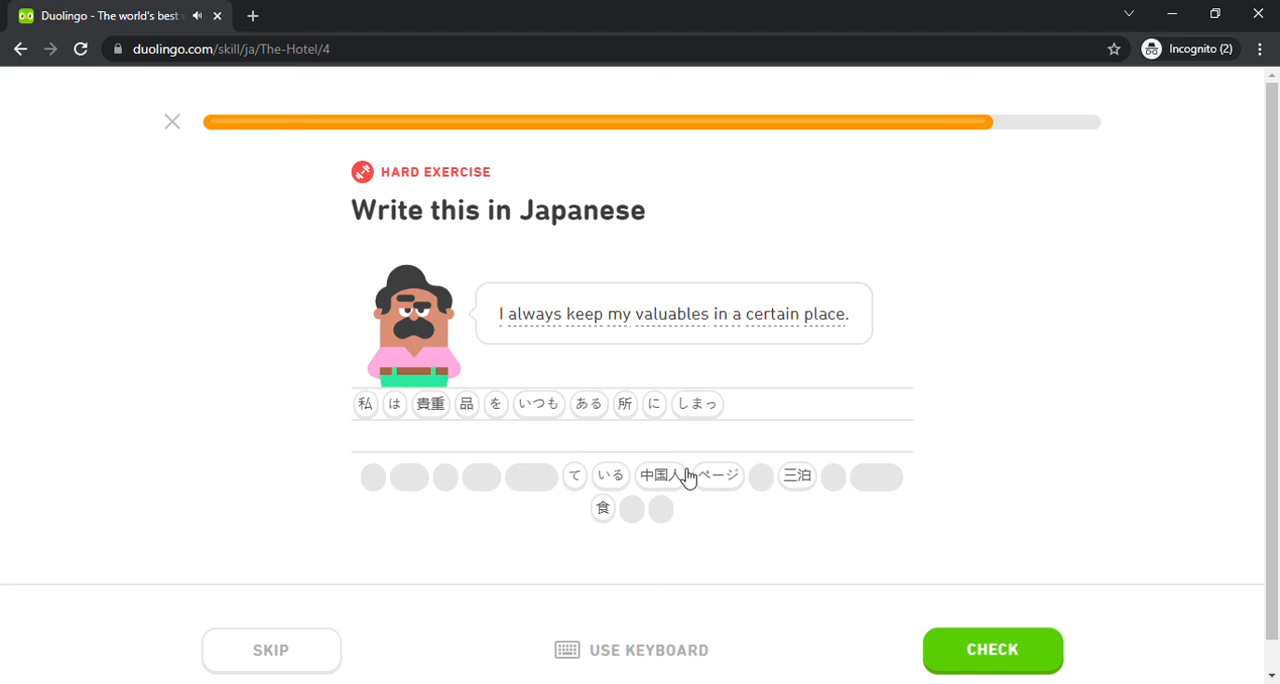 Duolingo - The world's best
duolingo.com/skill/ja/The-Hotel/4
Incognito (2)
HARD EXERCISE
Write this in Japanese
I always keep my valuables in a certain place.
私 は 貴重 品 を いつも ある 所 に しまっ
て いる 中国人 ページ 三泊
食
SKIP
USE KEYBOARD
CHECK